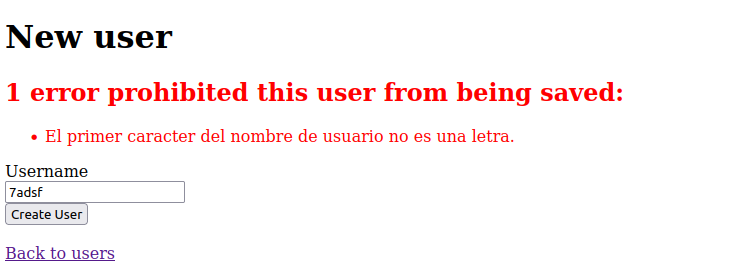 New user
1 error prohibited this user from being saved:
El primer caracter del nombre de usuario no es una letra.
Username
7adsf
Create User
Back to users